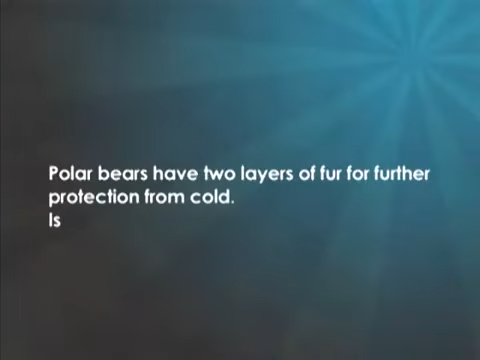 Polar bears have two layers of fur for further
protection from cold.
Is